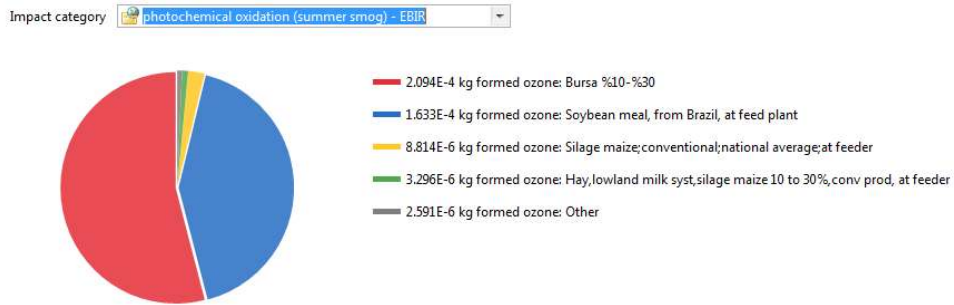 Impact category photochemical oxidation (summer smog) - EBIR
2.094E-4 kg formed ozone: Bursa %10-%30
1.633E-4 kg formed ozone: Soybean meal, from Brazil, at feed plant
8.814E-6 kg formed ozone: Silage maize;conventional;national average;at feeder
3.296E-6 kg formed ozone: Hay,lowland milk syst,silage maize 10 to 30%,conv prod, at feeder
2.591E-6 kg formed ozone: Other